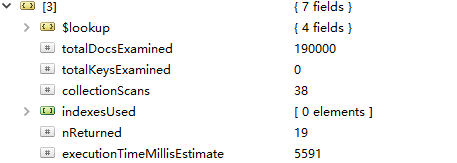 [3] { 7 fields }
$lookup { 4 fields }
totalDocsExamined 190000
totalKeysExamined 0
collectionScans 38
indexesUsed [ 0 elements ]
nReturned 19
executionTimeMillisEstimate 5591